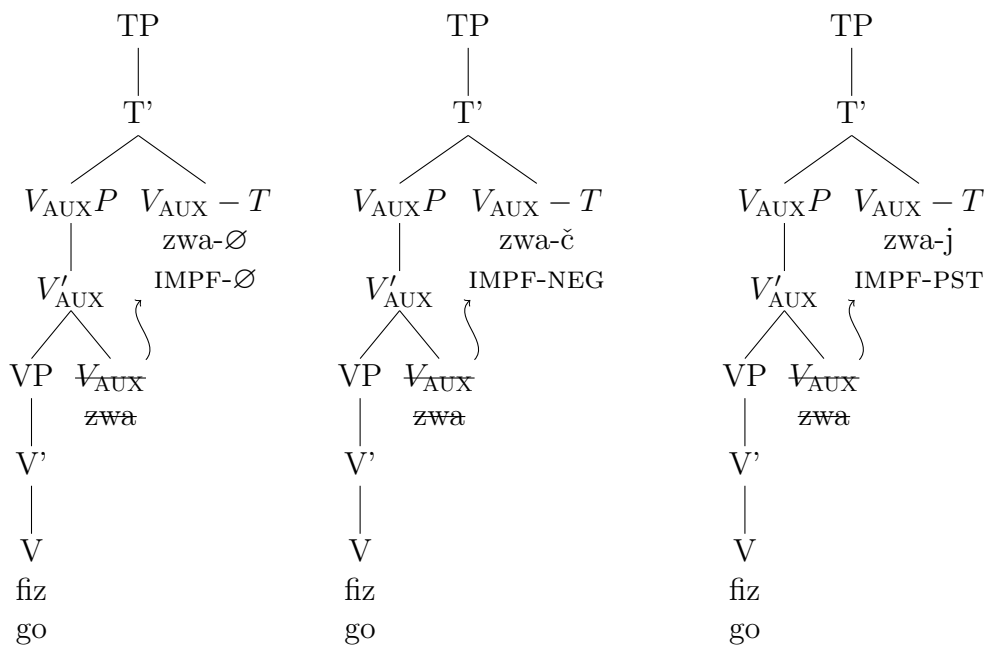 TP TP TP
T’ T’ T’
V_AUX P V_AUX − T V_AUX P V_AUX − T V_AUX P V_AUX − T
zwa-∅ zwa-č zwa-j
V′_AUX IMPF-∅ V′_AUX IMPF-NEG V′_AUX IMPF-PST
VP V_AUX VP V_AUX VP V_AUX
zwa zwa zwa
V’ V’ V’
V V V
fiz fiz fiz
go go go